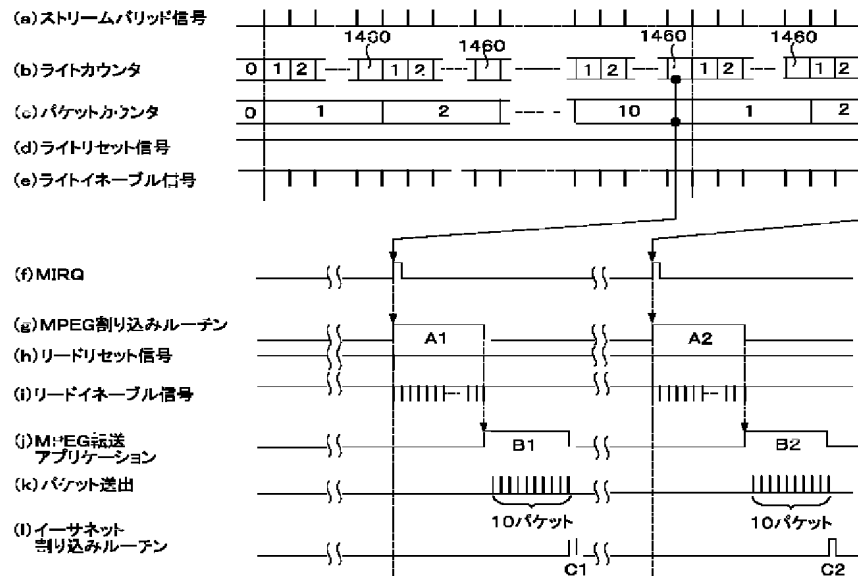 (a)ストリームバリッド信号
1460 1460 1460 1460
(b)ライトカウンタ 0 1 2 1 2 1 2 1 2 1 2
(c)パケットカウンタ 0 1 2 10 1 2
(d)ライトリセット信号
(e)ライトイネーブル信号
(f)MIRQ
(g)MPEG割り込みルーチン A1 A2
(h)リードリセット信号
(i)リードイネーブル信号
(j)MPEG転送
アプリケーション B1 B2
(k)パケット送出
10パケット 10パケット
(l)イーサネット
割り込みルーチン
C1 C2